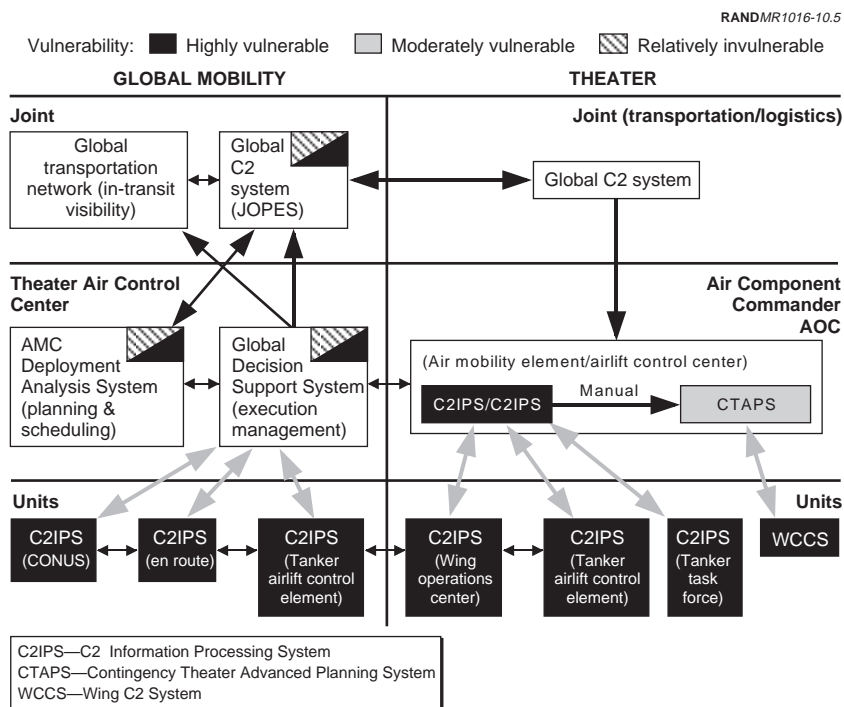 RANDMR1016-10.5
Vulnerability: Highly vulnerable Moderately vulnerable Relatively invulnerable
GLOBAL MOBILITY THEATER
Joint
Joint (transportation/logistics)
Global
transportation
network (in-transit
visibility)
Global
C2
system
(JOPES)
Global C2 system
Theater Air Control
Center
Air Component
Commander
AOC
AMC
Deployment
Analysis System
(planning &
scheduling)
Global
Decision
Support System
(execution
management)
(Air mobility element/airlift control center)
C2IPS/C2IPS
Manual
CTAPS
Units
Units
C2IPS
(CONUS)
C2IPS
(en route)
C2IPS
(Tanker
airlift control
element)
C2IPS
(Wing
operations
center)
C2IPS
(Tanker
airlift control
element)
C2IPS
(Tanker
task
force)
WCCS
C2IPS—C2 Information Processing System
CTAPS—Contingency Theater Advanced Planning System
WCCS—Wing C2 System